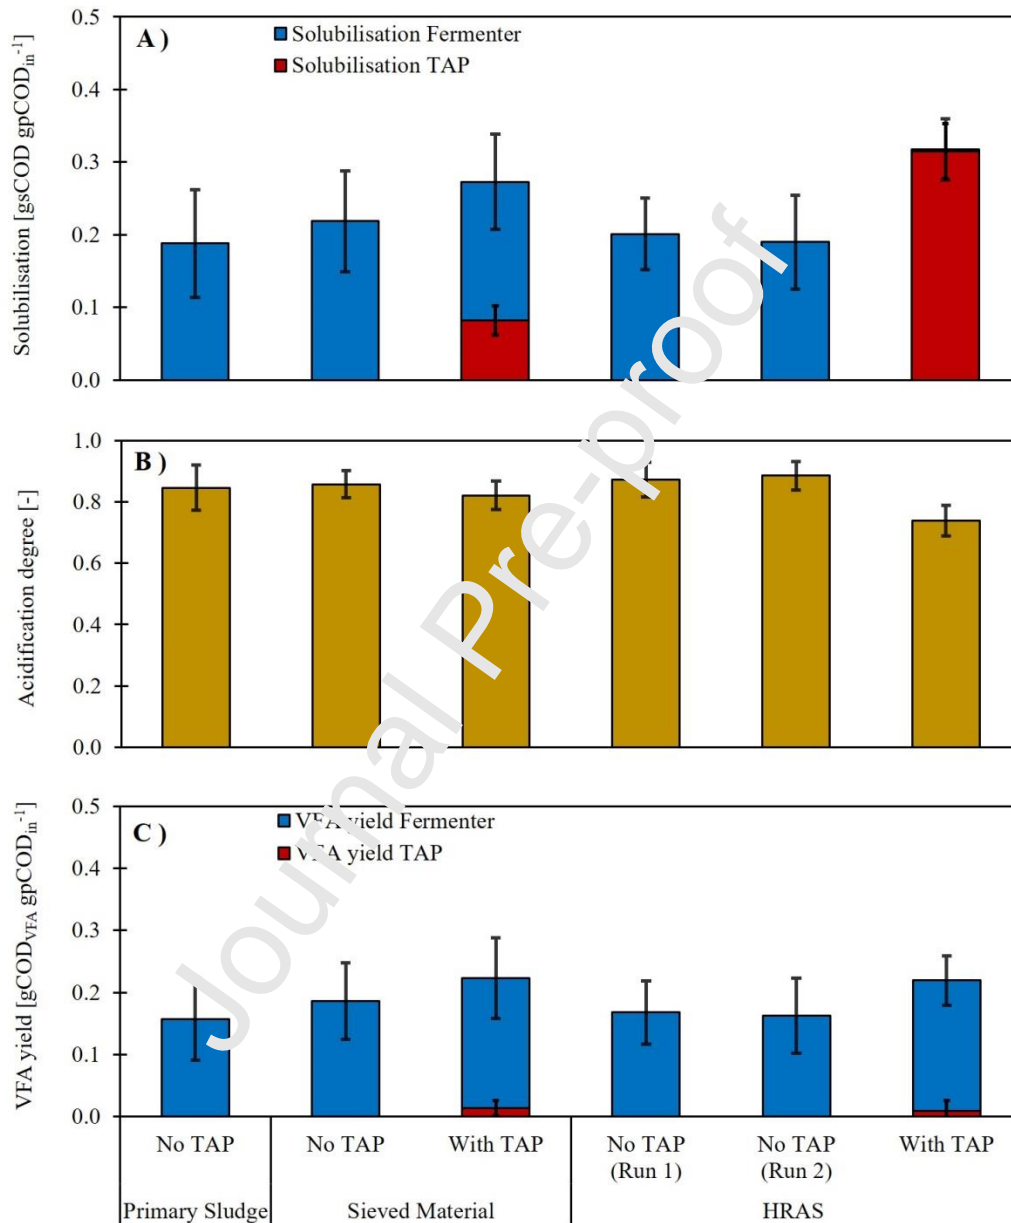 A )
Solubilisation Fermenter
Solubilisation TAP
Solubilisation [gsCOD gpCODin-1]
0.5
0.4
0.3
0.2
0.1
0.0
B )
Acidification degree [-]
1.0
0.8
0.6
0.4
0.2
0.0
C )
VFA yield Fermenter
VFA yield TAP
VFA yield [gCODVFA gpCODin-1]
0.5
0.4
0.3
0.2
0.1
0.0
No TAP
No TAP
With TAP
No TAP
(Run 1)
No TAP
(Run 2)
With TAP
Primary Sludge
Sieved Material
HRAS
Journal Pre-proof